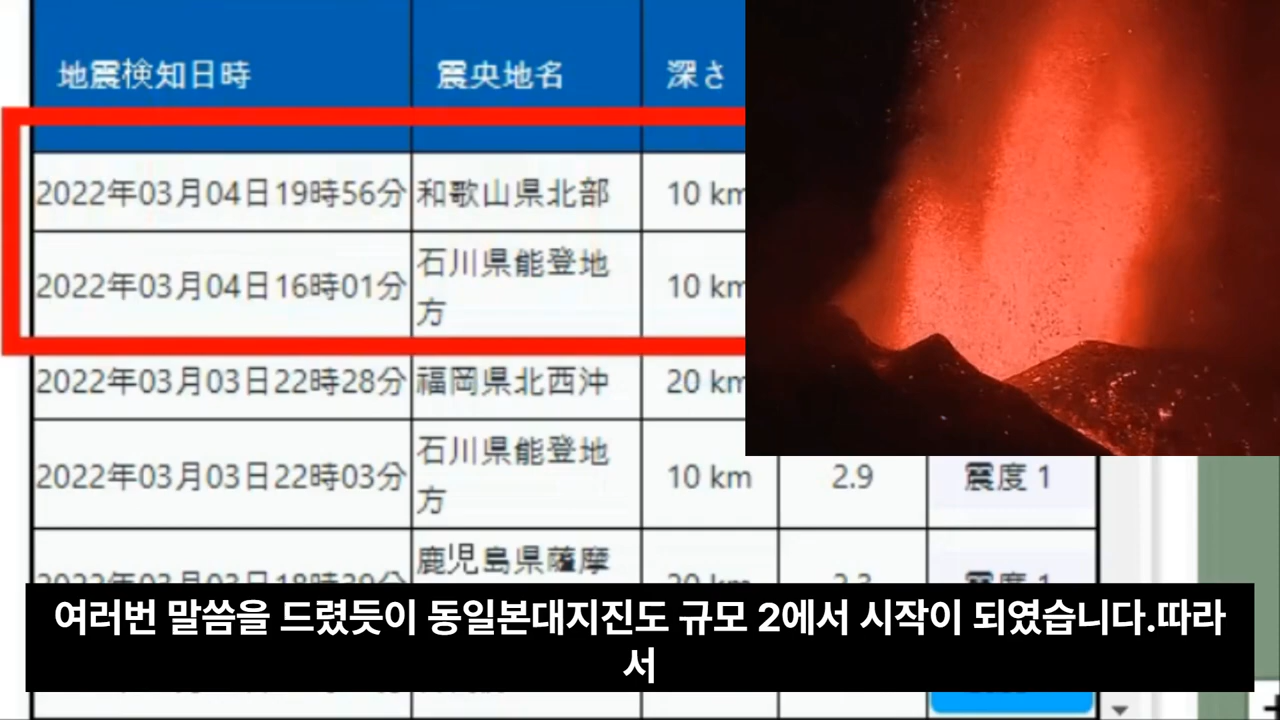 地震検知日時 震央地名 深さ
2022年03月04日19時56分 和歌山県北部 10 km
2022年03月04日16時01分 石川県能登地方 10 km
2022年03月03日22時28分 福岡県北西沖 20 km
2022年03月03日22時03分 石川県能登地方 10 km 2.9 震度 1
鹿児島県薩摩
여러번 말씀을 드렸듯이 동일본대지진도 규모 2에서 시작이 되였습니다.따라
서